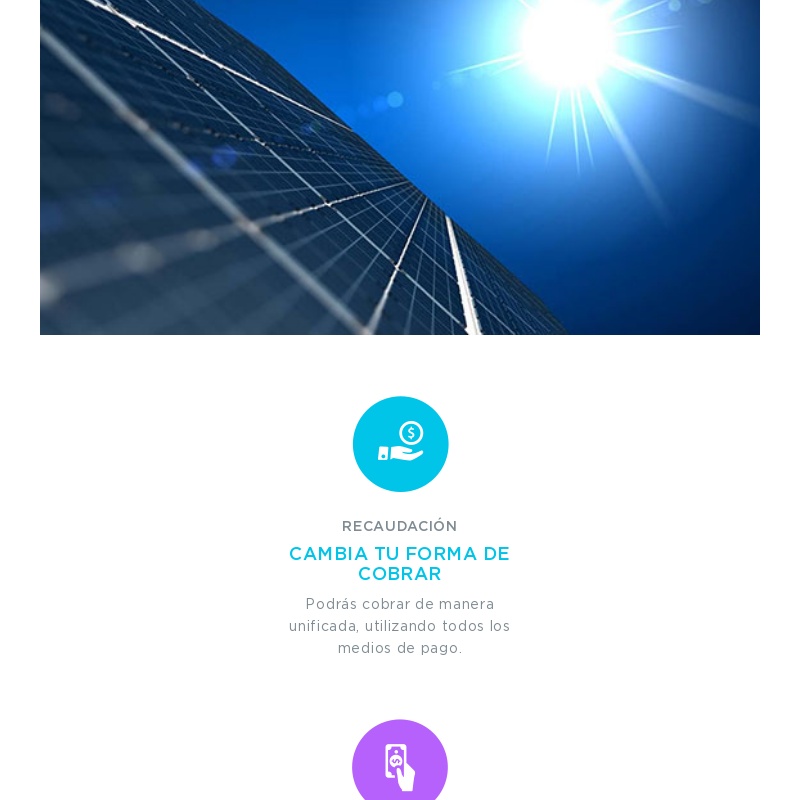 RECAUDACIÓN
CAMBIA TU FORMA DE
COBRAR
Podrás cobrar de manera
unificada, utilizando todos los
medios de pago.